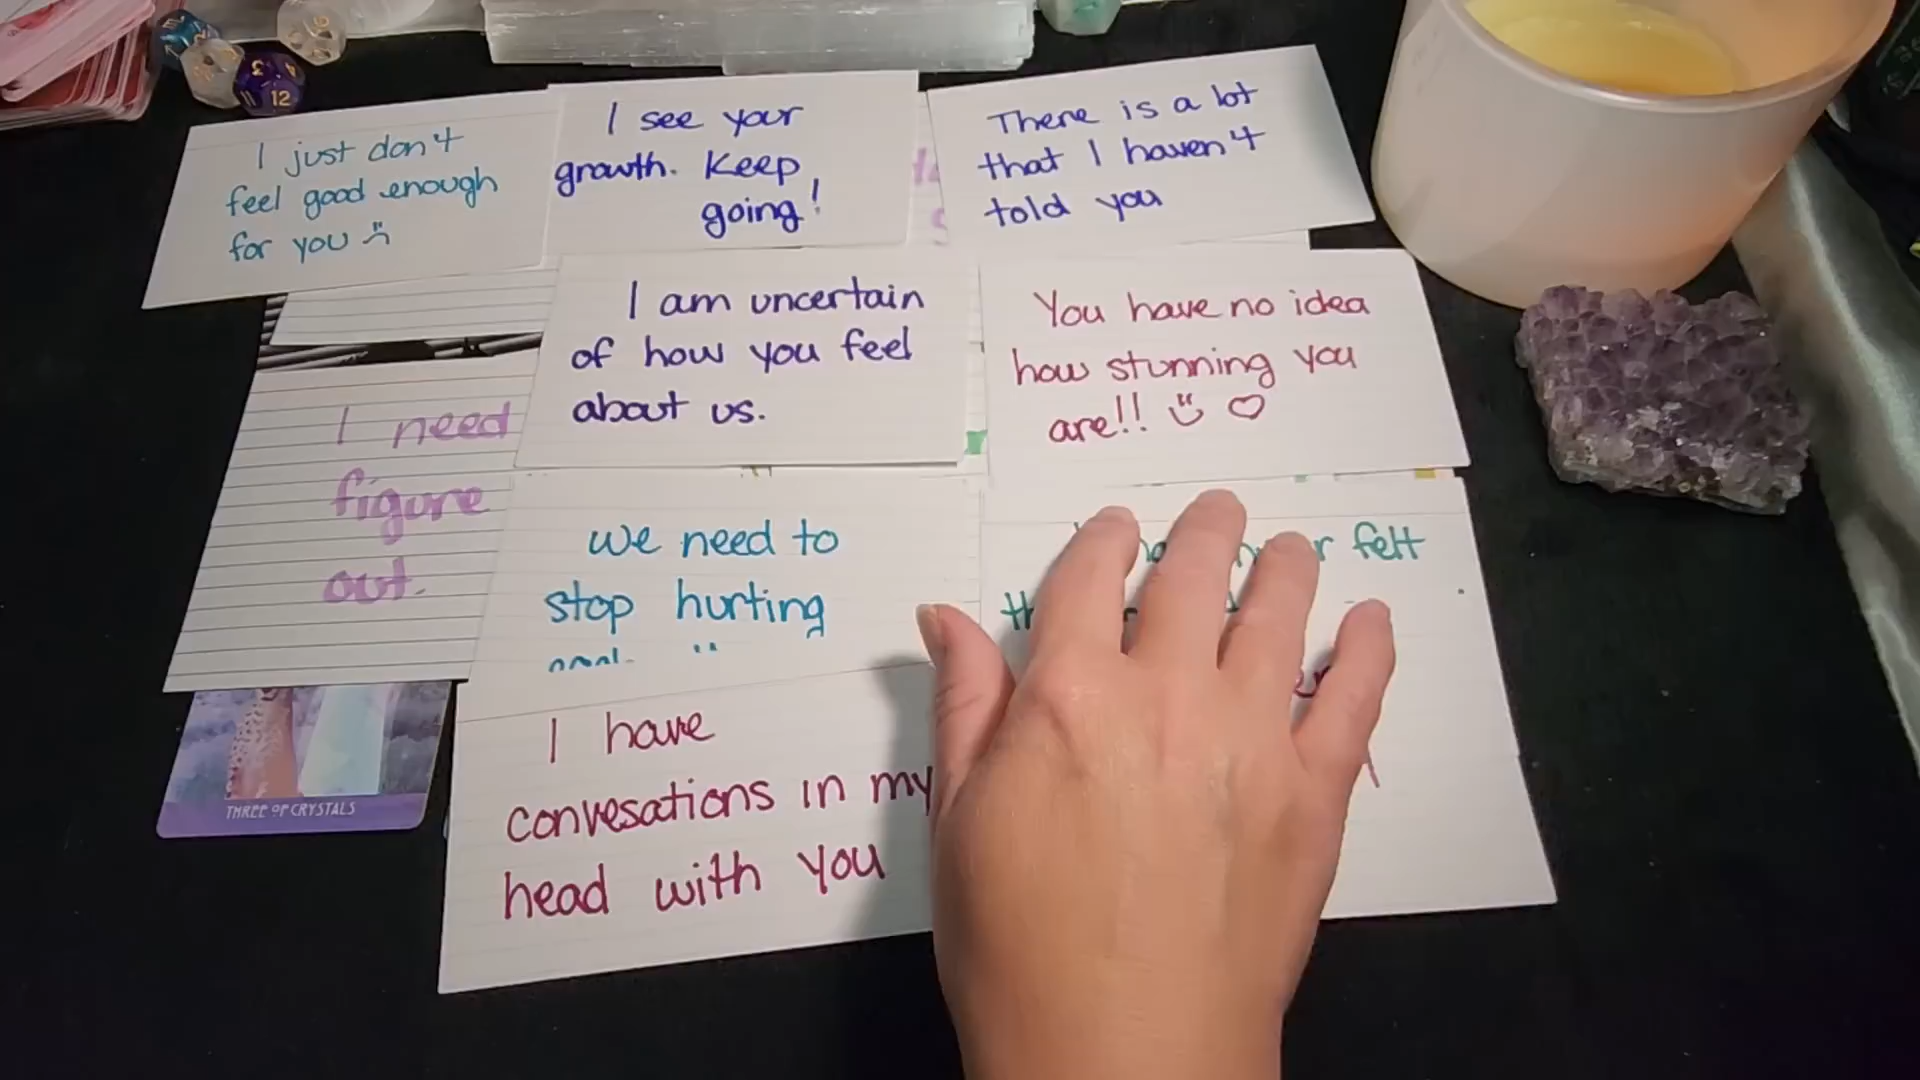 I just don't
feel good enough
for you
I see your
growth. Keep
going!
There is a lot
that I haven't
told you
I am uncertain
of how you feel
about us.
You have no idea
how stunning you
are!!
I need
figure
out.
We need to
stop hurting
felt
I have
convesations in my
head with you
THREE OF CRYSTALS
12